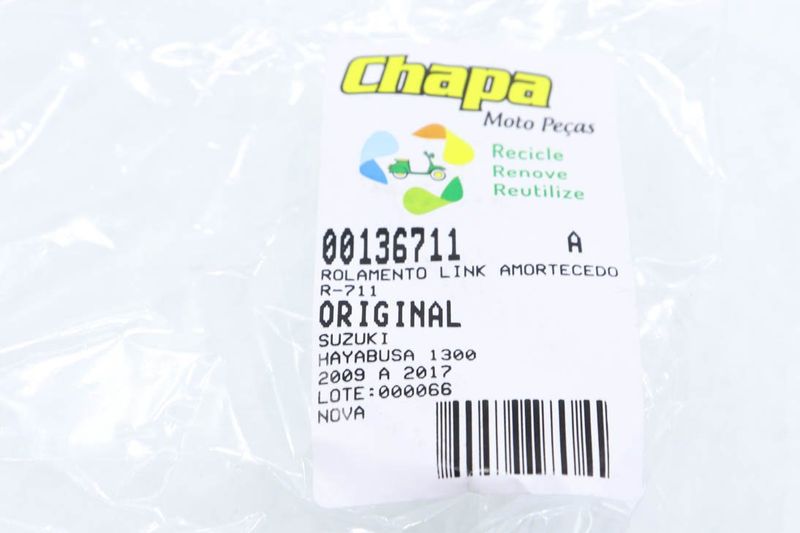 Chapa
Moto Peças
Recicle
Renove
Reutilize
00136711 A
ROLAMENTO LINK AMORTECEDO
R-711
ORIGINAL
SUZUKI
HAYABUSA 1300
2009 A 2017
LOTE:000066
NOVA